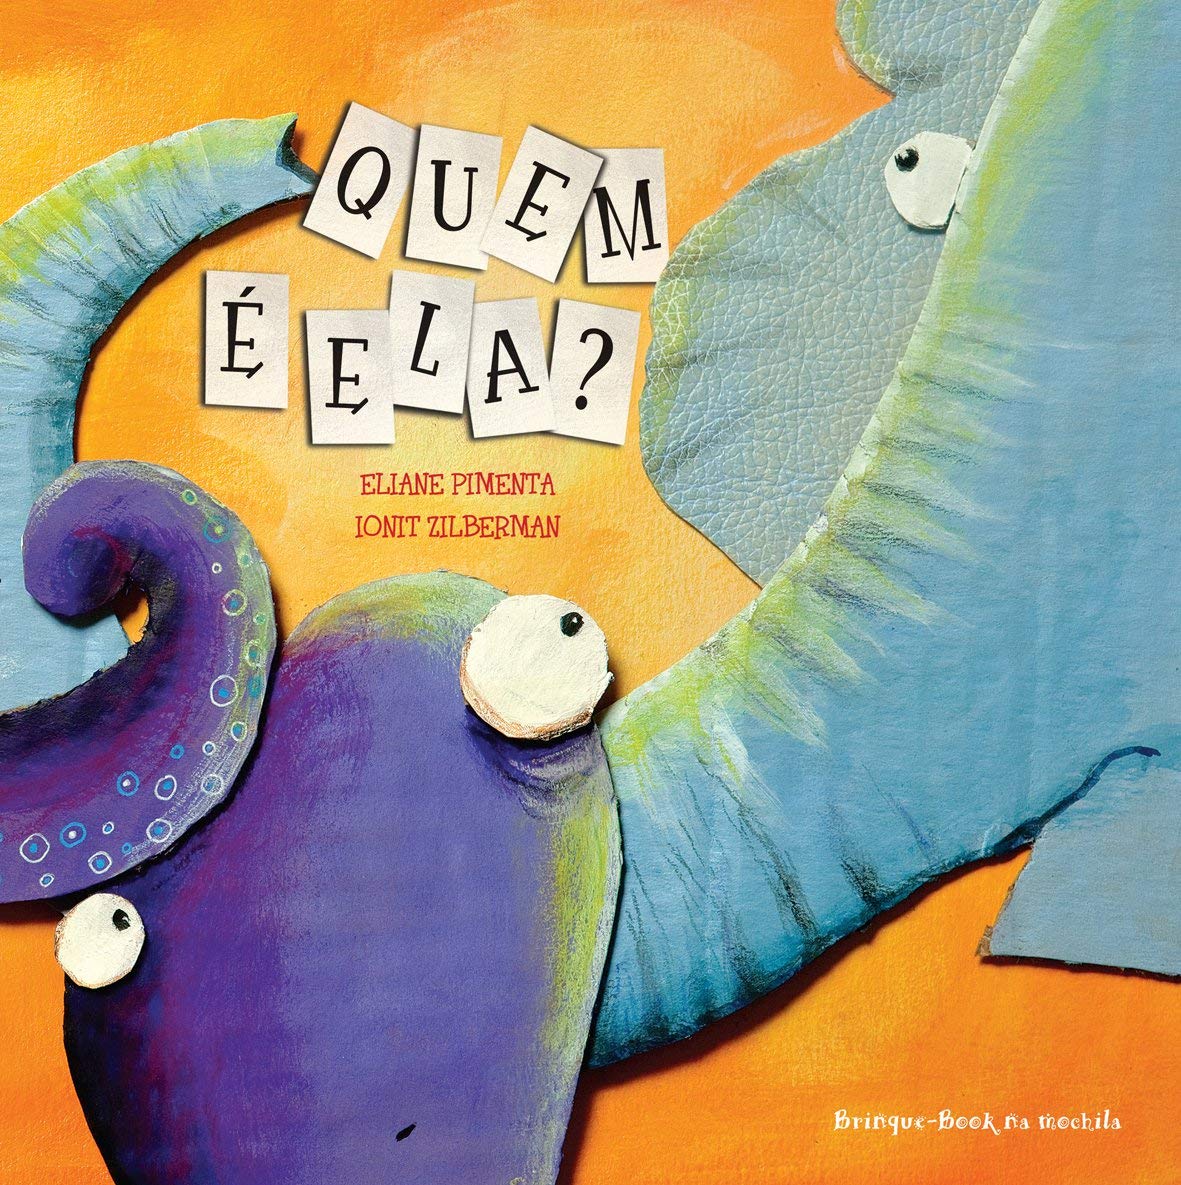 QUEM
É ELA?
ELIANE PIMENTA
IONIT ZILBERMAN
Brinque-Book na mochila